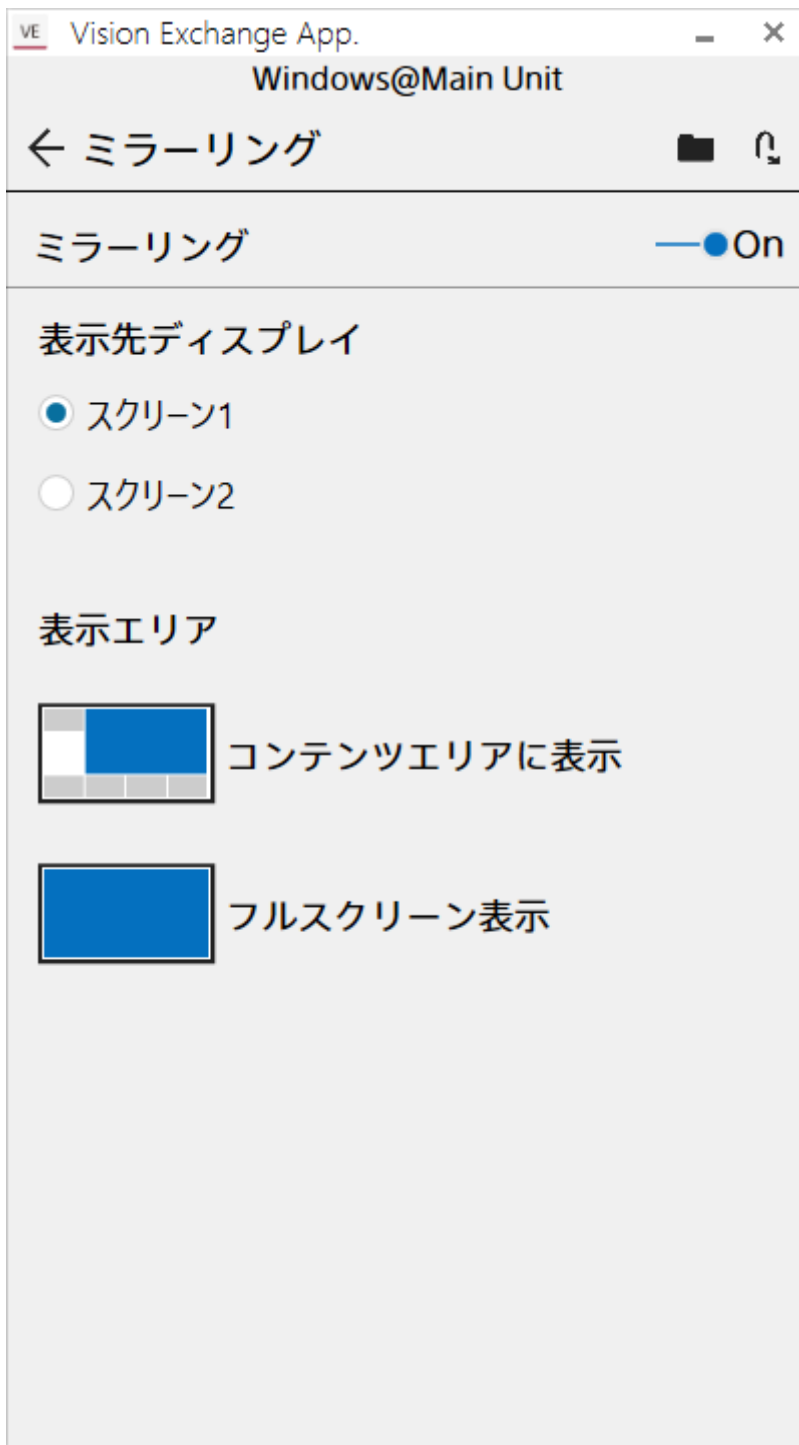 VE Vision Exchange App.
Windows@Main Unit
ミラーリング
ミラーリング On
表示先ディスプレイ
スクリーン1
スクリーン2
表示エリア
コンテンツエリアに表示
フルスクリーン表示